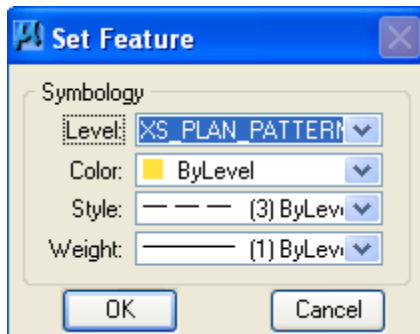 Set Feature
Symbology
Level: XS_PLAN_PATTERN
Color: ByLevel
Style: (3) ByLev
Weight: (1) ByLev
OK Cancel